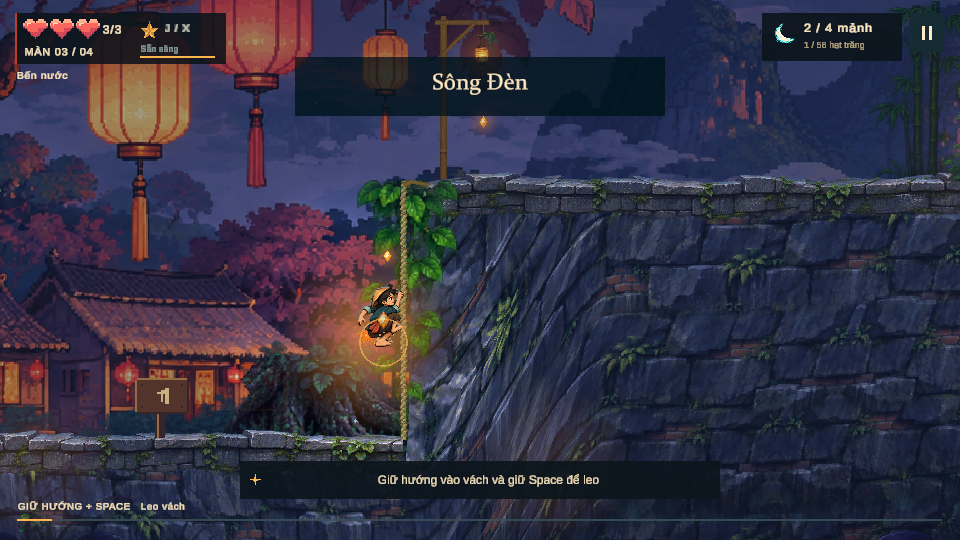 3/3
J / X
Sẵn sàng
MÀN 03 / 04
Bến nước
Sông Đèn
2 / 4 mảnh
1 / 56 hạt trăng
Giữ hướng vào vách và giữ Space để leo
GIỮ HƯỚNG + SPACE Leo vách